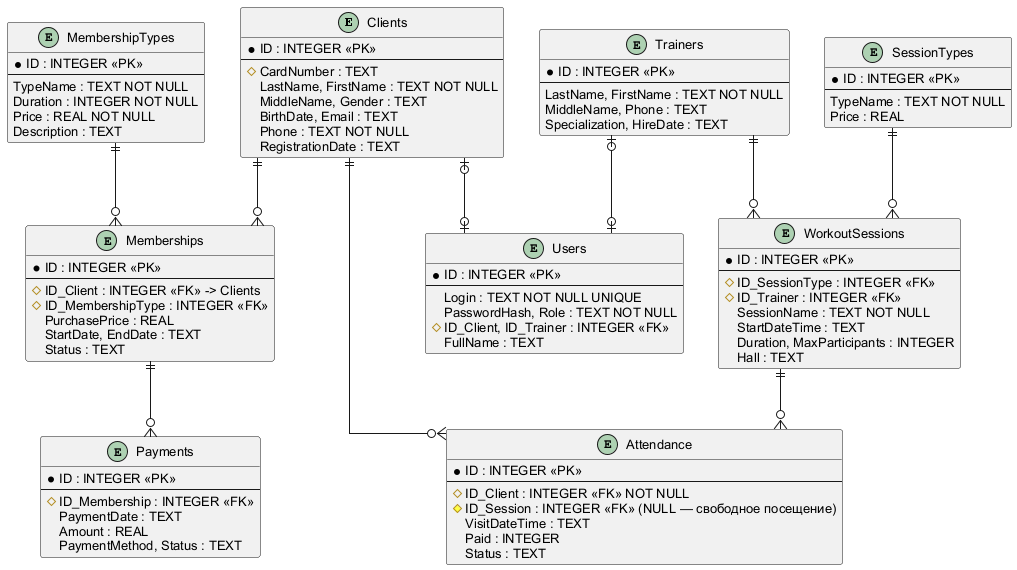 E MembershipTypes
ID : INTEGER «PK»
TypeName : TEXT NOT NULL
Duration : INTEGER NOT NULL
Price : REAL NOT NULL
Description : TEXT
E Clients
ID : INTEGER «PK»
CardNumber : TEXT
LastName, FirstName : TEXT NOT NULL
MiddleName, Gender : TEXT
BirthDate, Email : TEXT
Phone : TEXT NOT NULL
RegistrationDate : TEXT
E Trainers
ID : INTEGER «PK»
LastName, FirstName : TEXT NOT NULL
MiddleName, Phone : TEXT
Specialization, HireDate : TEXT
E SessionTypes
ID : INTEGER «PK»
TypeName : TEXT NOT NULL
Price : REAL
E Memberships
ID : INTEGER «PK»
ID_Client : INTEGER «FK» -> Clients
ID_MembershipType : INTEGER «FK»
PurchasePrice : REAL
StartDate, EndDate : TEXT
Status : TEXT
E Users
ID : INTEGER «PK»
Login : TEXT NOT NULL UNIQUE
PasswordHash, Role : TEXT NOT NULL
ID_Client, ID_Trainer : INTEGER «FK»
FullName : TEXT
E WorkoutSessions
ID : INTEGER «PK»
ID_SessionType : INTEGER «FK»
ID_Trainer : INTEGER «FK»
SessionName : TEXT NOT NULL
StartDateTime : TEXT
Duration, MaxParticipants : INTEGER
Hall : TEXT
E Payments
ID : INTEGER «PK»
ID_Membership : INTEGER «FK»
PaymentDate : TEXT
Amount : REAL
PaymentMethod, Status : TEXT
E Attendance
ID : INTEGER «PK»
ID_Client : INTEGER «FK» NOT NULL
ID_Session : INTEGER «FK» (NULL — свободное посещение)
VisitDateTime : TEXT
Paid : INTEGER
Status : TEXT